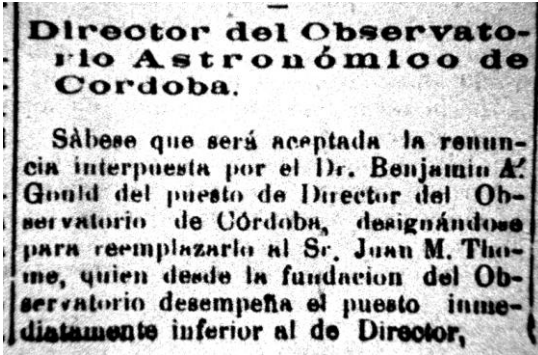 Director del Observato-
rio Astronómico de
Cordoba.
Sàbese que será aceptada la renun-
cia interpuesta por el Dr. Benjamin A.
Gould del puesto de Director del Ob-
servatorio de Córdoba, designándose
para reemplazarlo al Sr. Juan M. Tho-
me, quien desde la fundacion del Ob-
servatorio desempeña el puesto inme-
diatamente inferior al de Director,